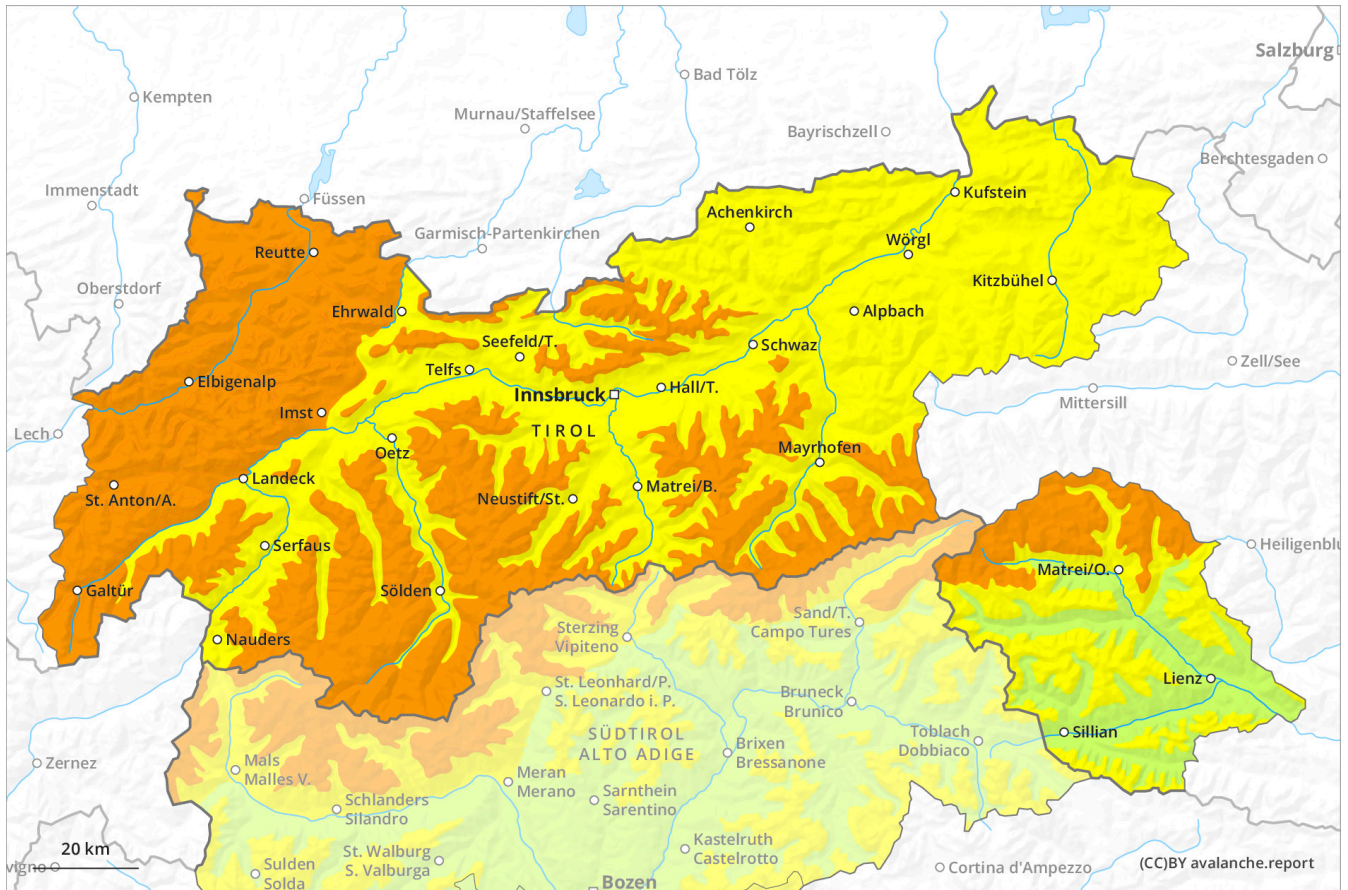 Salzburg
Bad Tölz
Kempten
Murnau/Staffelsee
Bayrischzell
Berchtesgaden
Immenstadt
Füssen
Kufstein
Achenkirch
Garmisch-Partenkirchen
Wörgl
Reutte
Kitzbühel
Oberstdorf
Ehrwald
Alpbach
Seefeld/T.
Schwaz
Zell/See
Telfs
Elbigenalp
Innsbruck
Hall/T.
Mittersill
Imst
Lech
TIROL
Mayrhofen
Oetz
Landeck
St. Anton/A.
Neustift/St.
Matrei/B.
Serfaus
Heiligenblu
Matrei/O.
Galtür
Sölden
Sand/T.
Campo Tures
Nauders
Sterzing
Vipiteno
Lienz
St. Leonhard/P.
S. Leonardo i. P.
Bruneck
Brunico
SÜDTIROL
ALTO ADIGE
Toblach
Dobbiaco
Sillian
Brixen
Bressanone
Zernez
Mals
Malles V.
Meran
Merano
Sarnthein
Sarentino
Schlanders
Silandro
Kastelruth
Castelrotto
20 km
St. Walburg
S. Valburga
vigno
Sulden
Solda
Cortina d'Ampezzo
(CC)BY avalanche.report
Bozen